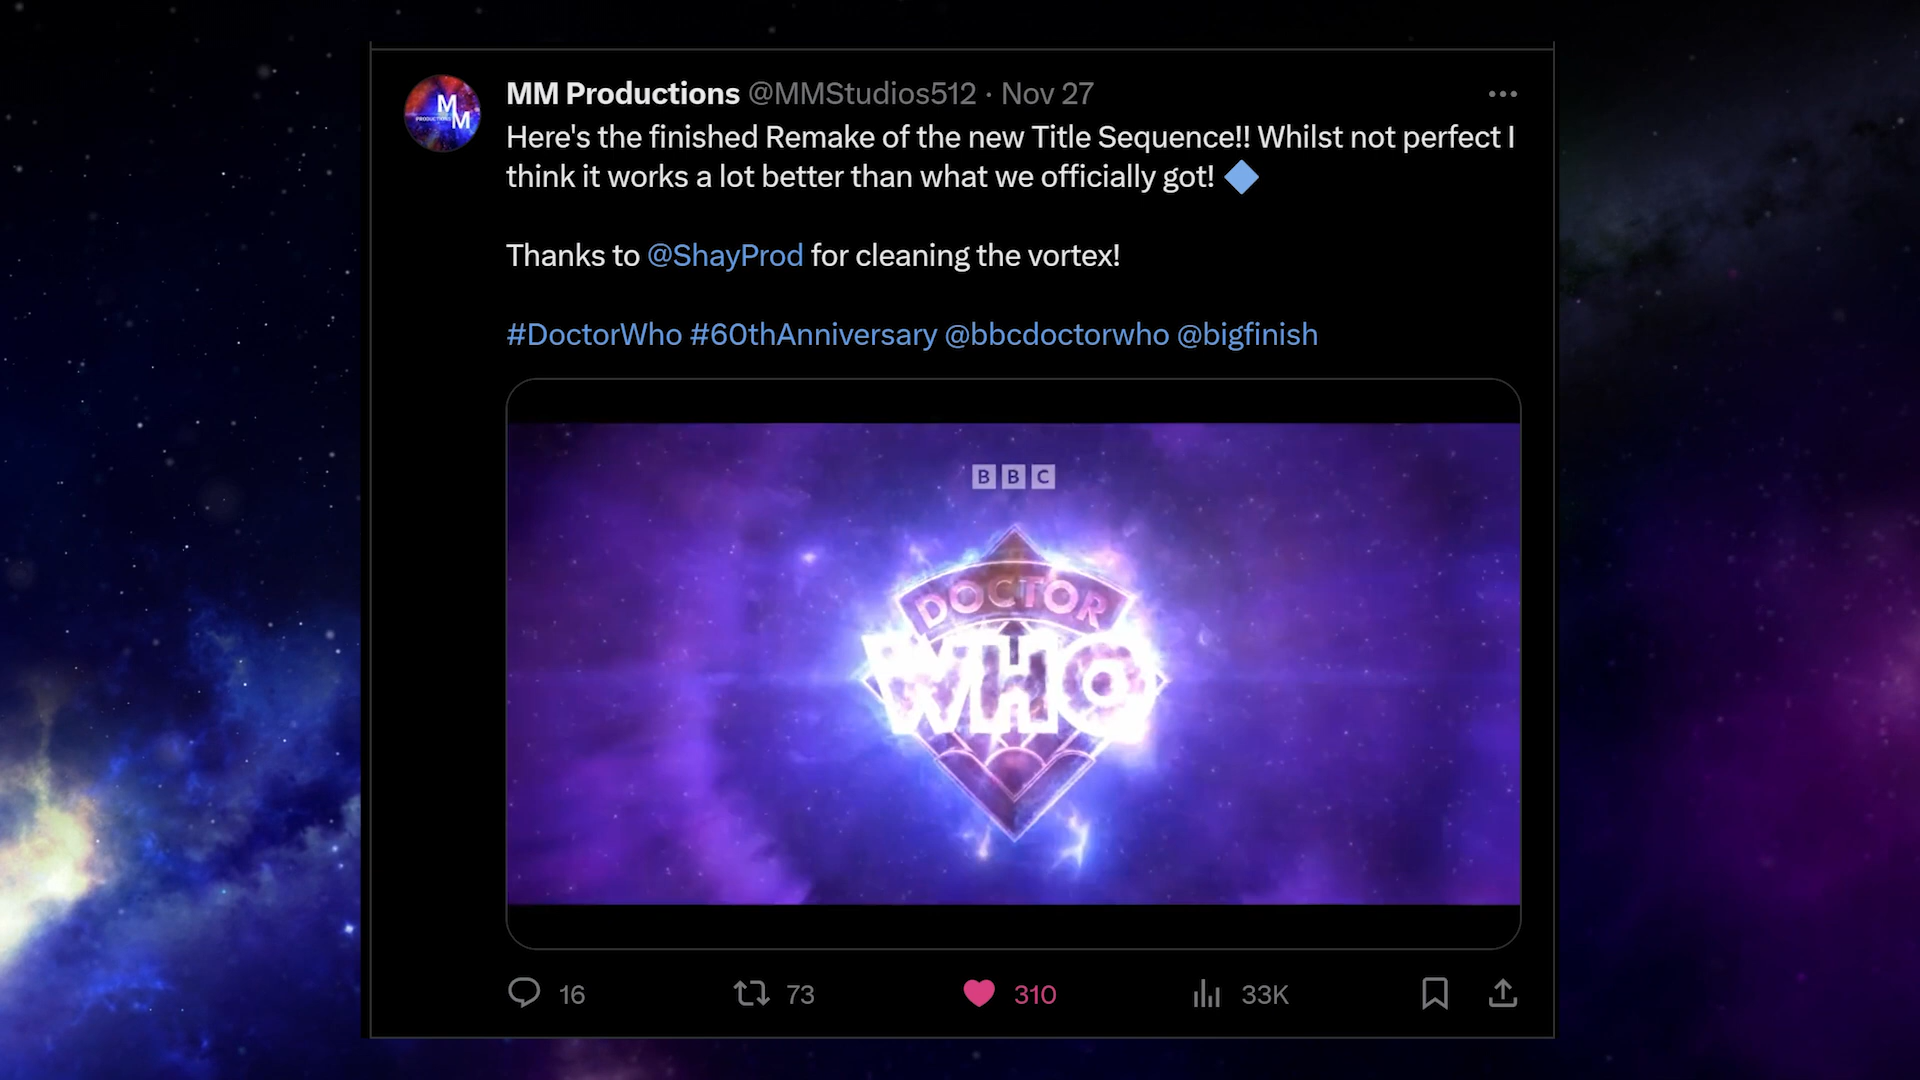 MM Productions @MMStudios512 · Nov 27
Here's the finished Remake of the new Title Sequence!! Whilst not perfect I
think it works a lot better than what we officially got! 🔷
Thanks to @ShayProd for cleaning the vortex!
#DoctorWho #60thAnniversary @bbcdoctorwho @bigfinish
M
PRODUCTIONS M
BBC
DOCTOR
WHO
16 73 310 33K